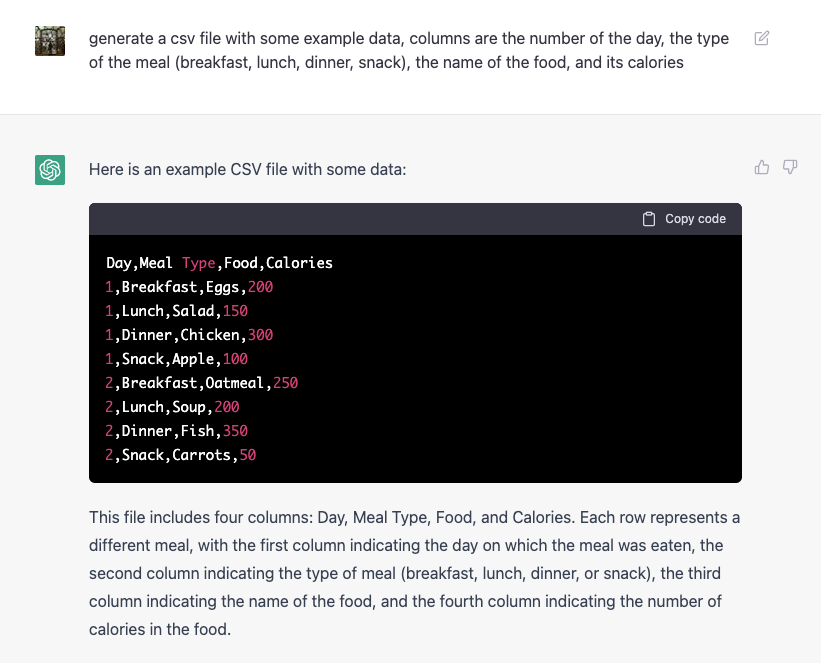 generate a csv file with some example data, columns are the number of the day, the type
of the meal (breakfast, lunch, dinner, snack), the name of the food, and its calories
Here is an example CSV file with some data:
Copy code
Day,Meal Type,Food,Calories
1,Breakfast,Eggs,200
1,Lunch,Salad,150
1,Dinner,Chicken,300
1,Snack,Apple,100
2,Breakfast,Oatmeal,250
2,Lunch,Soup,200
2,Dinner,Fish,350
2,Snack,Carrots,50
This file includes four columns: Day, Meal Type, Food, and Calories. Each row represents a
different meal, with the first column indicating the day on which the meal was eaten, the
second column indicating the type of meal (breakfast, lunch, dinner, or snack), the third
column indicating the name of the food, and the fourth column indicating the number of
calories in the food.